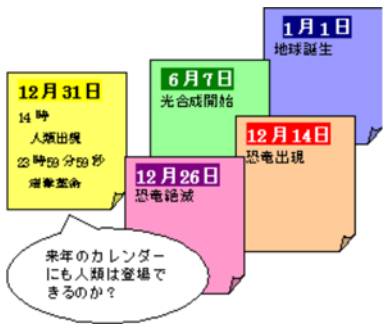 1月1日
地球誕生
6月7日
光合成開始
12月14日
恐竜出現
12月26日
恐竜絶滅
12月31日
14時
人類出現
23時59分59秒
産業革命
来年のカレンダー
にも人類は登場で
きるのか?